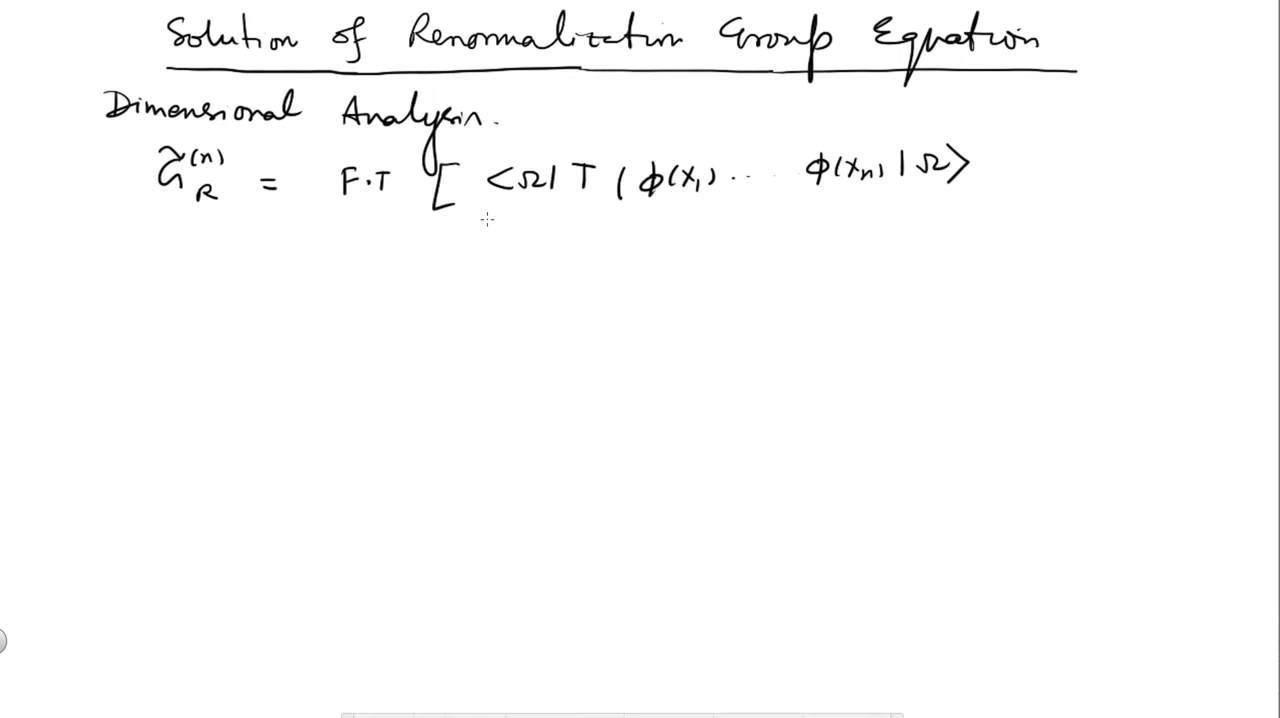 Solution of Renormalization Group Equation
Dimensional Analysis.
G̃_R^(n) = F.T [ <Ω| T ( φ(x₁) .. .. φ(xₙ) | Ω>